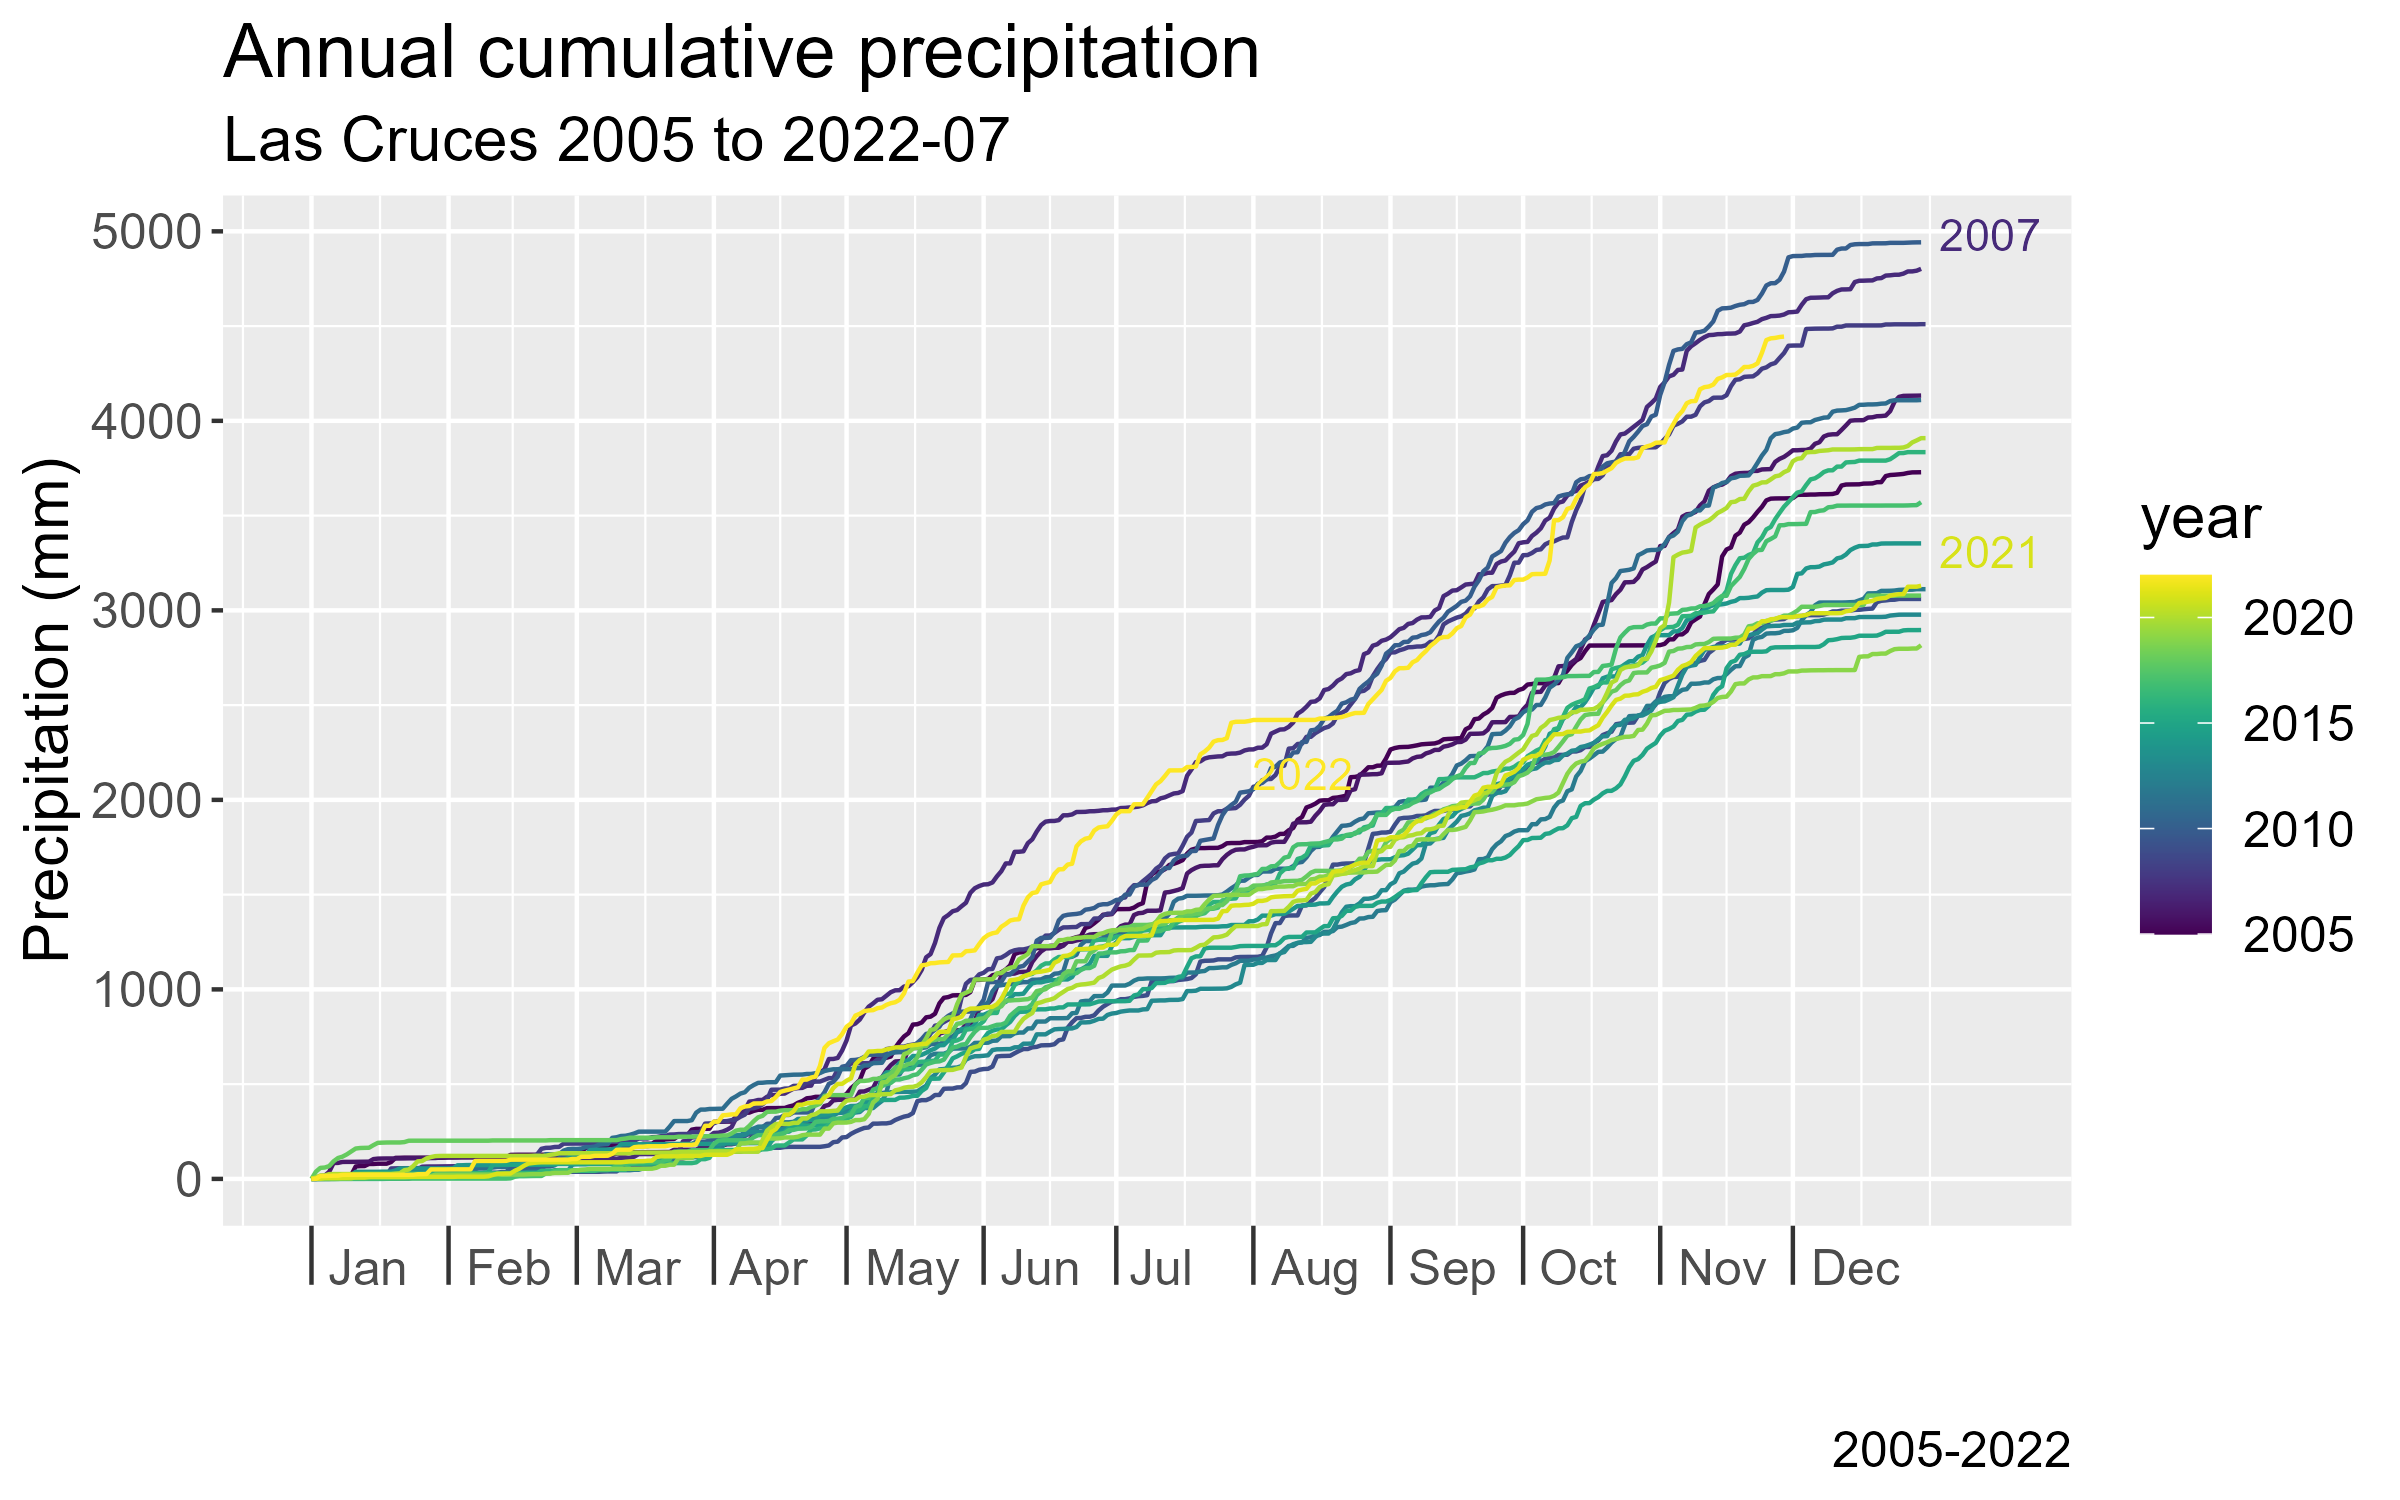 Annual cumulative precipitation
Las Cruces 2005 to 2022-07
Precipitation (mm)
5000
4000
3000
2000
1000
0
2007
2021
2022
Jan Feb Mar Apr May Jun Jul Aug Sep Oct Nov Dec
year
2020
2015
2010
2005
2005-2022